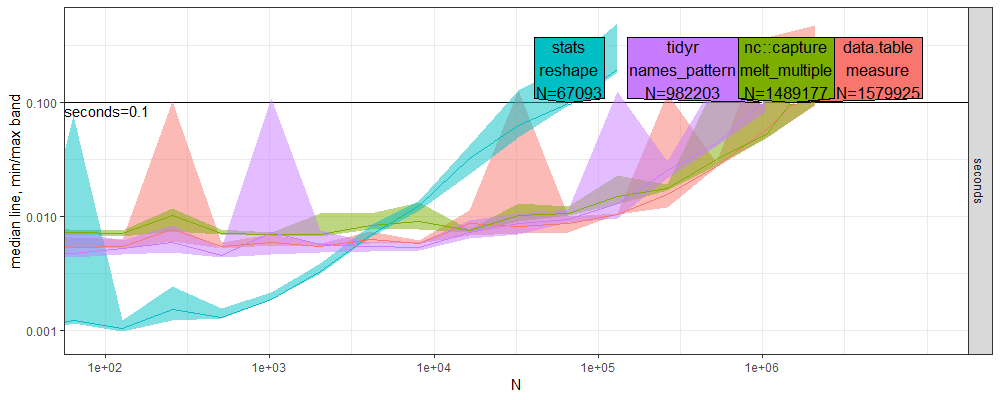 stats
reshape
N=67093
tidyr
names_pattern
N=982203
nc::capture
melt_multiple
N=1489177
data.table
measure
N=1579925
seconds=0.1
0.100
0.010
0.001
median line, min/max band
seconds
1e+02
1e+03
1e+04
1e+05
1e+06
N